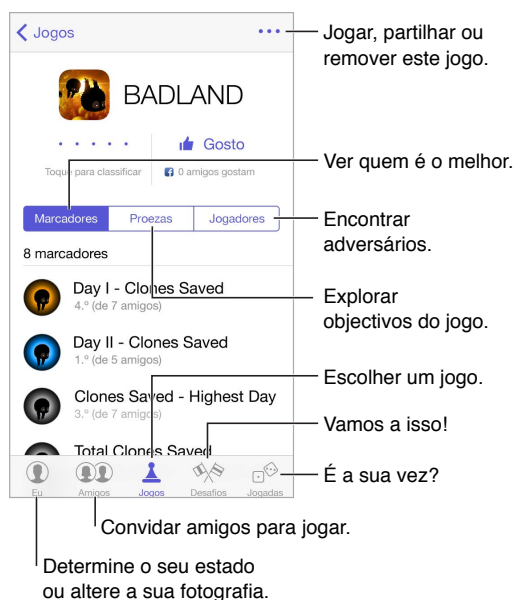 Jogos
Jogar, partilhar ou
remover este jogo.
BADLAND
Gosto
Toque para classificar
0 amigos gostam
Ver quem é o melhor.
Marcadores
Proezas
Jogadores
Encontrar
adversários.
8 marcadores
Day I - Clones Saved
4.º (de 7 amigos)
Explorar
objectivos do jogo.
Day II - Clones Saved
1.º (de 5 amigos)
Escolher um jogo.
Clones Saved - Highest Day
3.º (de 7 amigos)
Vamos a isso!
Total Clones Saved
É a sua vez?
Eu
Amigos
Jogos
Desafios
Jogadas
Convidar amigos para jogar.
Determine o seu estado
ou altere a sua fotografia.